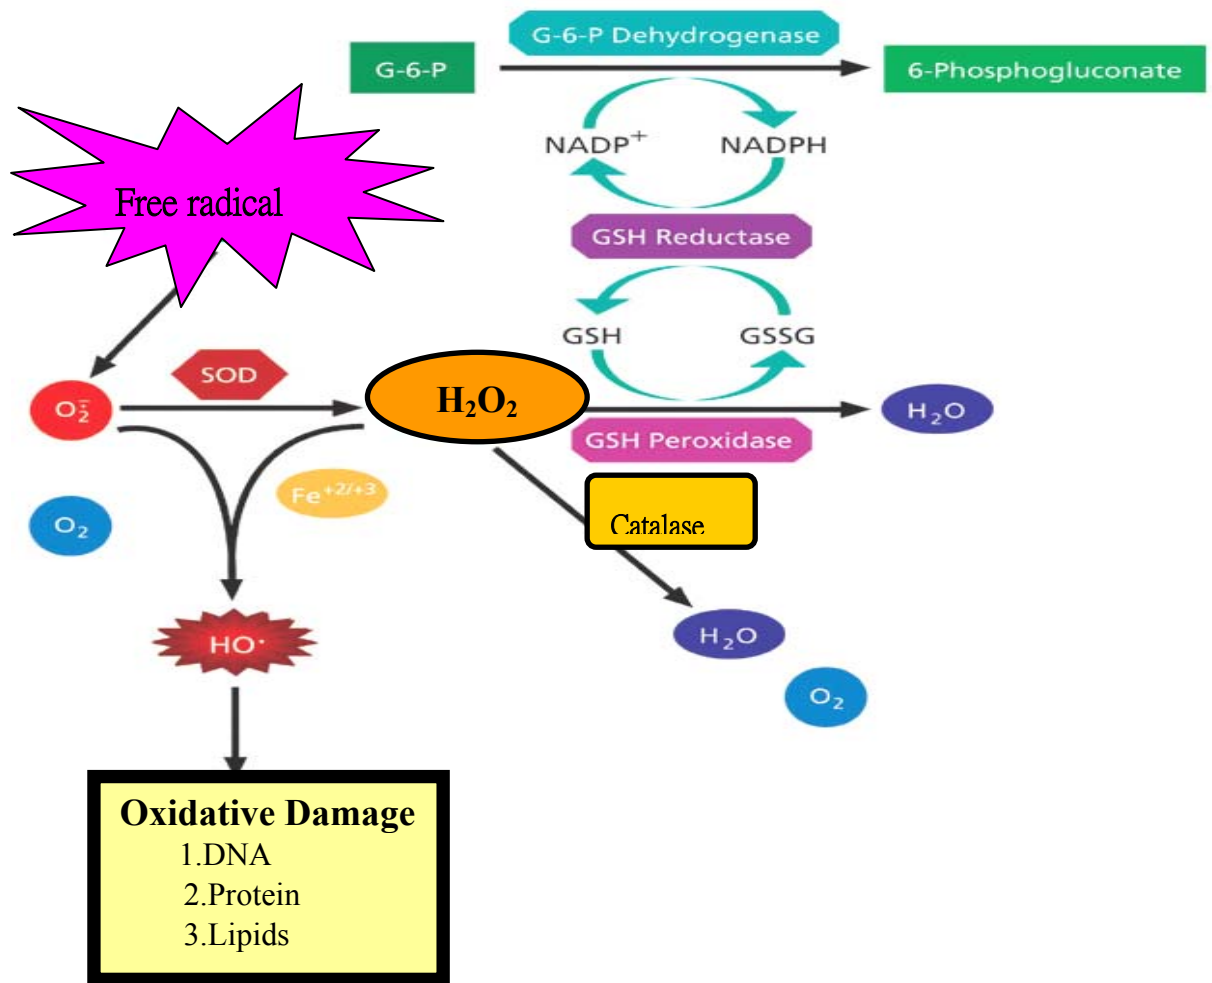 G-6-P Dehydrogenase
G-6-P
6-Phosphogluconate
NADP⁺
NADPH
Free radical
GSH Reductase
GSH
GSSG
SOD
O₂⁻·
H₂O₂
H₂O
GSH Peroxidase
Fe⁺²/⁺³
O₂
Catalase
HO·
H₂O
O₂
Oxidative Damage
1.DNA
2.Protein
3.Lipids